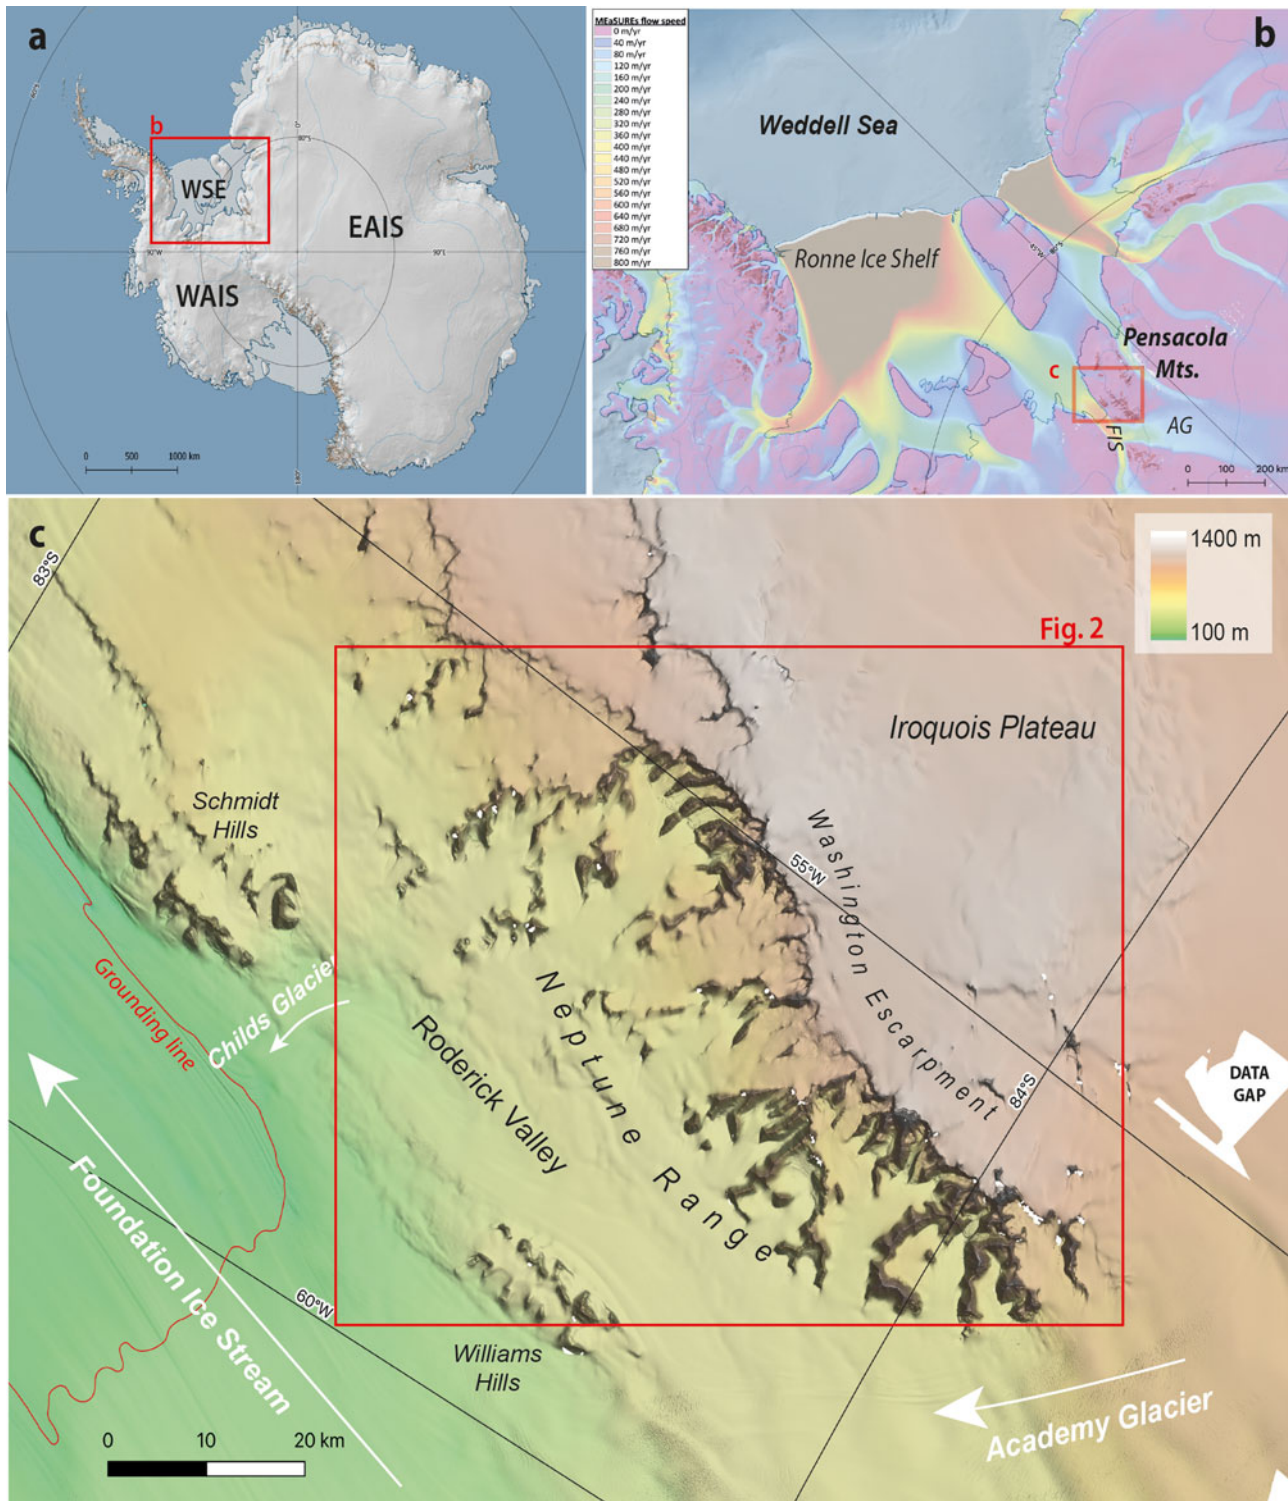 a
b
WSE
EAIS
WAIS
80°S
90°W
90°E
0 500 1000 km
MEaSUREs flow speed
0 m/yr
40 m/yr
80 m/yr
120 m/yr
160 m/yr
200 m/yr
240 m/yr
280 m/yr
320 m/yr
360 m/yr
400 m/yr
440 m/yr
480 m/yr
520 m/yr
560 m/yr
600 m/yr
640 m/yr
680 m/yr
720 m/yr
760 m/yr
800 m/yr
b
Weddell Sea
Ronne Ice Shelf
45°W
80°S
Pensacola
Mts.
c
FIS
AG
0 100 200 km
c
83°S
1400 m
100 m
Fig. 2
Iroquois Plateau
Schmidt
Hills
Washington Escarpment
55°W
Grounding line
Childs Glacier
Neptune Range
Roderick Valley
84°S
DATA
GAP
Foundation Ice Stream
60°W
Williams
Hills
Academy Glacier
0 10 20 km